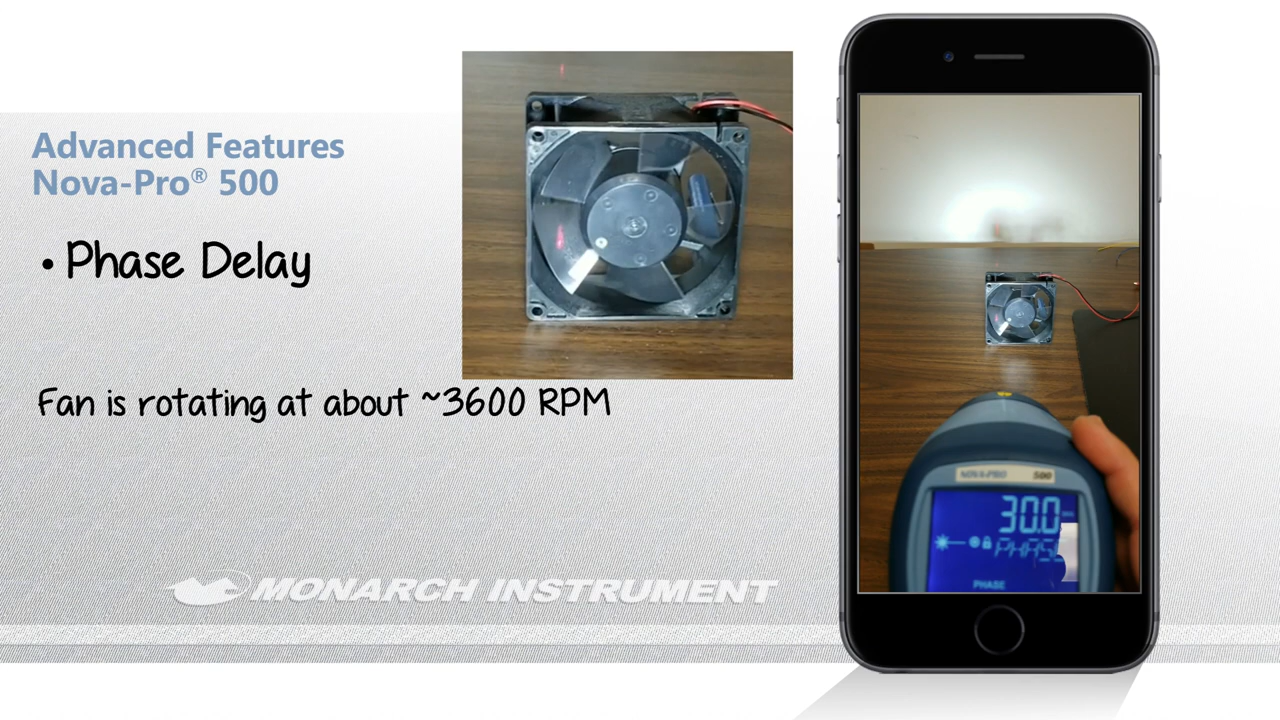 Advanced Features
Nova-Pro® 500
• Phase Delay
Fan is rotating at about ~3600 RPM
MONARCH INSTRUMENT
NOVA-PRO 500
30.0
PHASE
PHASE